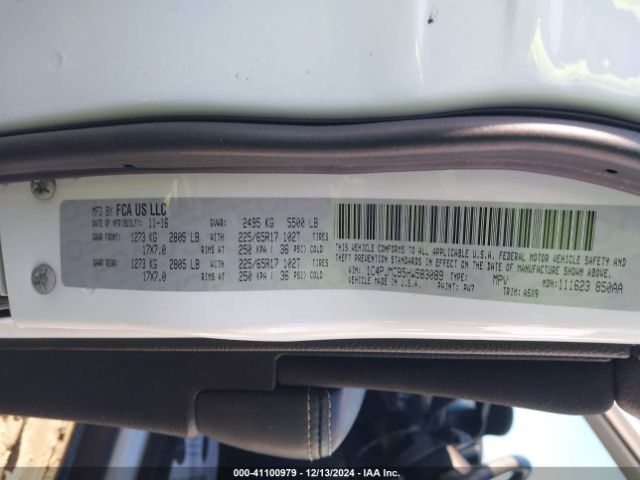 MFD BY FCA US LLC
DATE OF MFR(BUILT): 11-16 GVWR: 2495 KG 5500 LB
GAWR FRONT: 1273 KG 2805 LB WITH 225/65R17 102T TIRES
17X7.0 RIMS AT 250 KPA ( 36 PSI) COLD
GAWR REAR: 1273 KG 2805 LB WITH 225/65R17 102T TIRES
17X7.0 RIMS AT 250 KPA ( 36 PSI) COLD
THIS VEHICLE CONFORMS TO ALL APPLICABLE U.S.A. FEDERAL MOTOR VEHICLE SAFETY AND
THEFT PREVENTION STANDARDS IN EFFECT ON THE DATE OF MANUFACTURE SHOWN ABOVE.
VIN: TYPE: MPV MDH: 111623 850AA
VEHICLE MADE IN U.S.A. PAINT: PW7 TRIM: A5X9
000-41100979 - 12/13/2024 - IAA Inc.